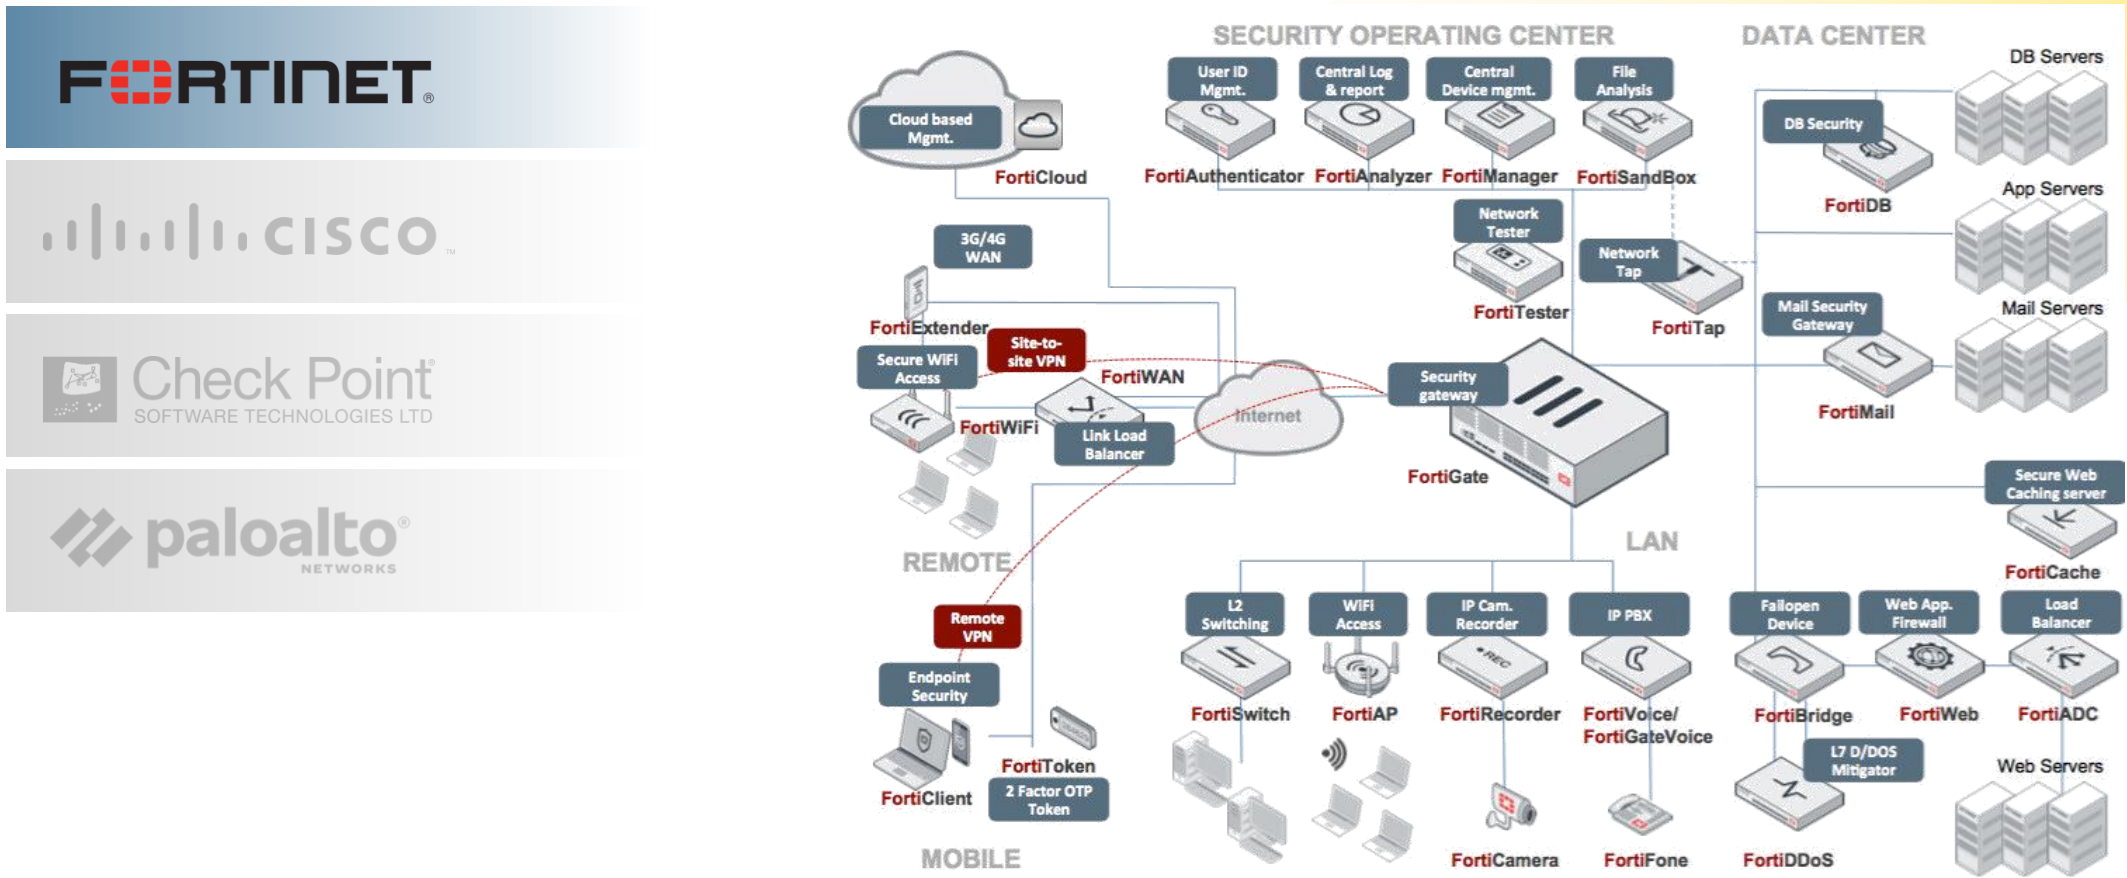 FORTINET®
CISCO™
Check Point®
SOFTWARE TECHNOLOGIES LTD
paloalto®
NETWORKS
SECURITY OPERATING CENTER
DATA CENTER
DB Servers
User ID
Mgmt.
Central Log
& report
Central
Device mgmt.
File
Analysis
Cloud based
Mgmt.
DB Security
FortiCloud
FortiAuthenticator
FortiAnalyzer
FortiManager
FortiSandBox
FortiDB
App Servers
3G/4G
WAN
Network
Tester
Network
Tap
FortiExtender
FortiTester
FortiTap
Mail Security
Gateway
Mail Servers
Site-to-
site VPN
Secure WiFi
Access
FortiWAN
Security
gateway
FortiMail
FortiWiFi
Internet
Link Load
Balancer
FortiGate
Secure Web
Caching server
REMOTE
LAN
FortiCache
Remote
VPN
L2
Switching
WiFi
Access
IP Cam.
Recorder
IP PBX
Failopen
Device
Web App.
Firewall
Load
Balancer
REC
Endpoint
Security
FortiSwitch
FortiAP
FortiRecorder
FortiVoice/
FortiGateVoice
FortiBridge
FortiWeb
FortiADC
FortiToken
2 Factor OTP
Token
FortiClient
L7 D/DOS
Mitigator
Web Servers
MOBILE
FortiCamera
FortiFone
FortiDDoS